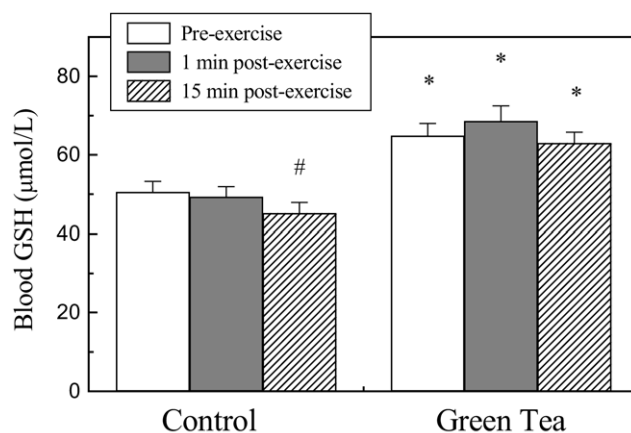 Pre-exercise
1 min post-exercise
15 min post-exercise
80
60
40
20
0
Blood GSH (μmol/L)
#
*
*
*
Control
Green Tea